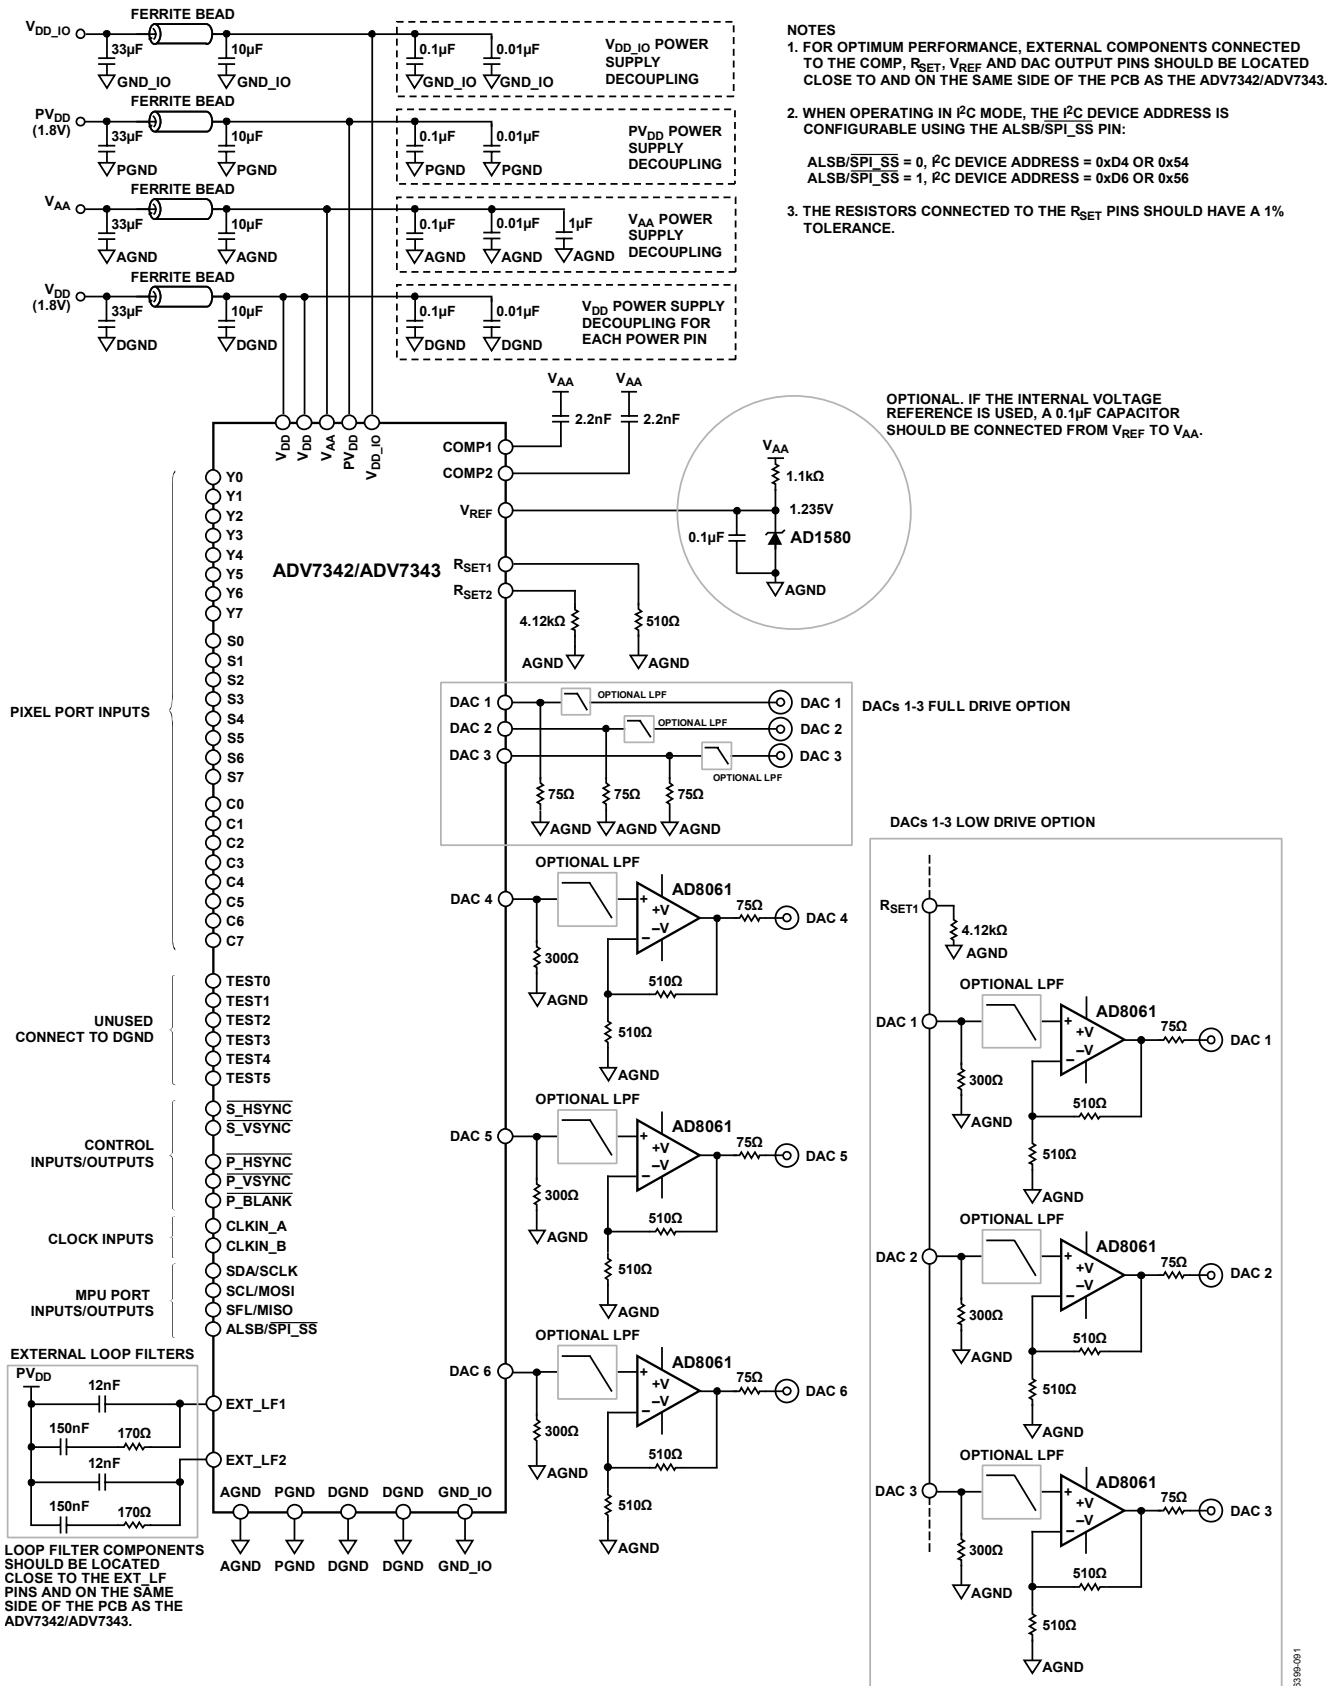 FERRITE BEAD
VDD_IO
33µF
10µF
0.1µF
0.01µF
VDD_IO POWER
SUPPLY
DECOUPLING
GND_IO
GND_IO
GND_IO
GND_IO
FERRITE BEAD
PVDD
(1.8V)
33µF
10µF
0.1µF
0.01µF
PVDD POWER
SUPPLY
DECOUPLING
PGND
PGND
PGND
PGND
FERRITE BEAD
VAA
33µF
10µF
0.1µF
0.01µF
1µF
VAA POWER
SUPPLY
DECOUPLING
AGND
AGND
AGND
AGND
AGND
FERRITE BEAD
VDD
(1.8V)
33µF
10µF
0.1µF
0.01µF
VDD POWER SUPPLY
DECOUPLING FOR
EACH POWER PIN
DGND
DGND
DGND
DGND
NOTES
1. FOR OPTIMUM PERFORMANCE, EXTERNAL COMPONENTS CONNECTED
TO THE COMP, RSET, VREF AND DAC OUTPUT PINS SHOULD BE LOCATED
CLOSE TO AND ON THE SAME SIDE OF THE PCB AS THE ADV7342/ADV7343.
2. WHEN OPERATING IN I2C MODE, THE I2C DEVICE ADDRESS IS
CONFIGURABLE USING THE ALSB/SPI_SS PIN:
ALSB/SPI_SS = 0, I2C DEVICE ADDRESS = 0xD4 OR 0x54
ALSB/SPI_SS = 1, I2C DEVICE ADDRESS = 0xD6 OR 0x56
3. THE RESISTORS CONNECTED TO THE RSET PINS SHOULD HAVE A 1%
TOLERANCE.
VAA
VAA
2.2nF
2.2nF
OPTIONAL. IF THE INTERNAL VOLTAGE
REFERENCE IS USED, A 0.1µF CAPACITOR
SHOULD BE CONNECTED FROM VREF TO VAA.
VDD
VDD
VAA
PVDD
VDD_IO
COMP1
COMP2
VREF
RSET1
RSET2
ADV7342/ADV7343
VAA
1.1kΩ
1.235V
0.1µF
AD1580
AGND
4.12kΩ
510Ω
AGND
AGND
PIXEL PORT INPUTS
Y0
Y1
Y2
Y3
Y4
Y5
Y6
Y7
S0
S1
S2
S3
S4
S5
S6
S7
C0
C1
C2
C3
C4
C5
C6
C7
UNUSED
CONNECT TO DGND
TEST0
TEST1
TEST2
TEST3
TEST4
TEST5
CONTROL
INPUTS/OUTPUTS
S_HSYNC
S_VSYNC
P_HSYNC
P_VSYNC
P_BLANK
CLOCK INPUTS
CLKIN_A
CLKIN_B
MPU PORT
INPUTS/OUTPUTS
SDA/SCLK
SCL/MOSI
SFL/MISO
ALSB/SPI_SS
EXTERNAL LOOP FILTERS
PVDD
12nF
150nF
170Ω
12nF
150nF
170Ω
EXT_LF1
EXT_LF2
LOOP FILTER COMPONENTS
SHOULD BE LOCATED
CLOSE TO THE EXT_LF
PINS AND ON THE SAME
SIDE OF THE PCB AS THE
ADV7342/ADV7343.
AGND PGND DGND DGND GND_IO
AGND PGND DGND DGND GND_IO
DAC 1
OPTIONAL LPF
DAC 1
DAC 2
OPTIONAL LPF
DAC 2
DAC 3
OPTIONAL LPF
DAC 3
75Ω
75Ω
75Ω
AGND
AGND
AGND
DACs 1-3 FULL DRIVE OPTION
OPTIONAL LPF
DAC 4
AD8061
+
+V
–V
–
75Ω
DAC 4
300Ω
AGND
510Ω
510Ω
AGND
OPTIONAL LPF
DAC 5
AD8061
+
+V
–V
–
75Ω
DAC 5
300Ω
AGND
510Ω
510Ω
AGND
OPTIONAL LPF
DAC 6
AD8061
+
+V
–V
–
75Ω
DAC 6
300Ω
AGND
510Ω
510Ω
AGND
DACs 1-3 LOW DRIVE OPTION
RSET1
4.12kΩ
AGND
OPTIONAL LPF
DAC 1
AD8061
+
+V
–V
–
75Ω
DAC 1
300Ω
AGND
510Ω
510Ω
AGND
OPTIONAL LPF
DAC 2
AD8061
+
+V
–V
–
75Ω
DAC 2
300Ω
AGND
510Ω
510Ω
AGND
OPTIONAL LPF
DAC 3
AD8061
+
+V
–V
–
75Ω
DAC 3
300Ω
AGND
510Ω
510Ω
AGND